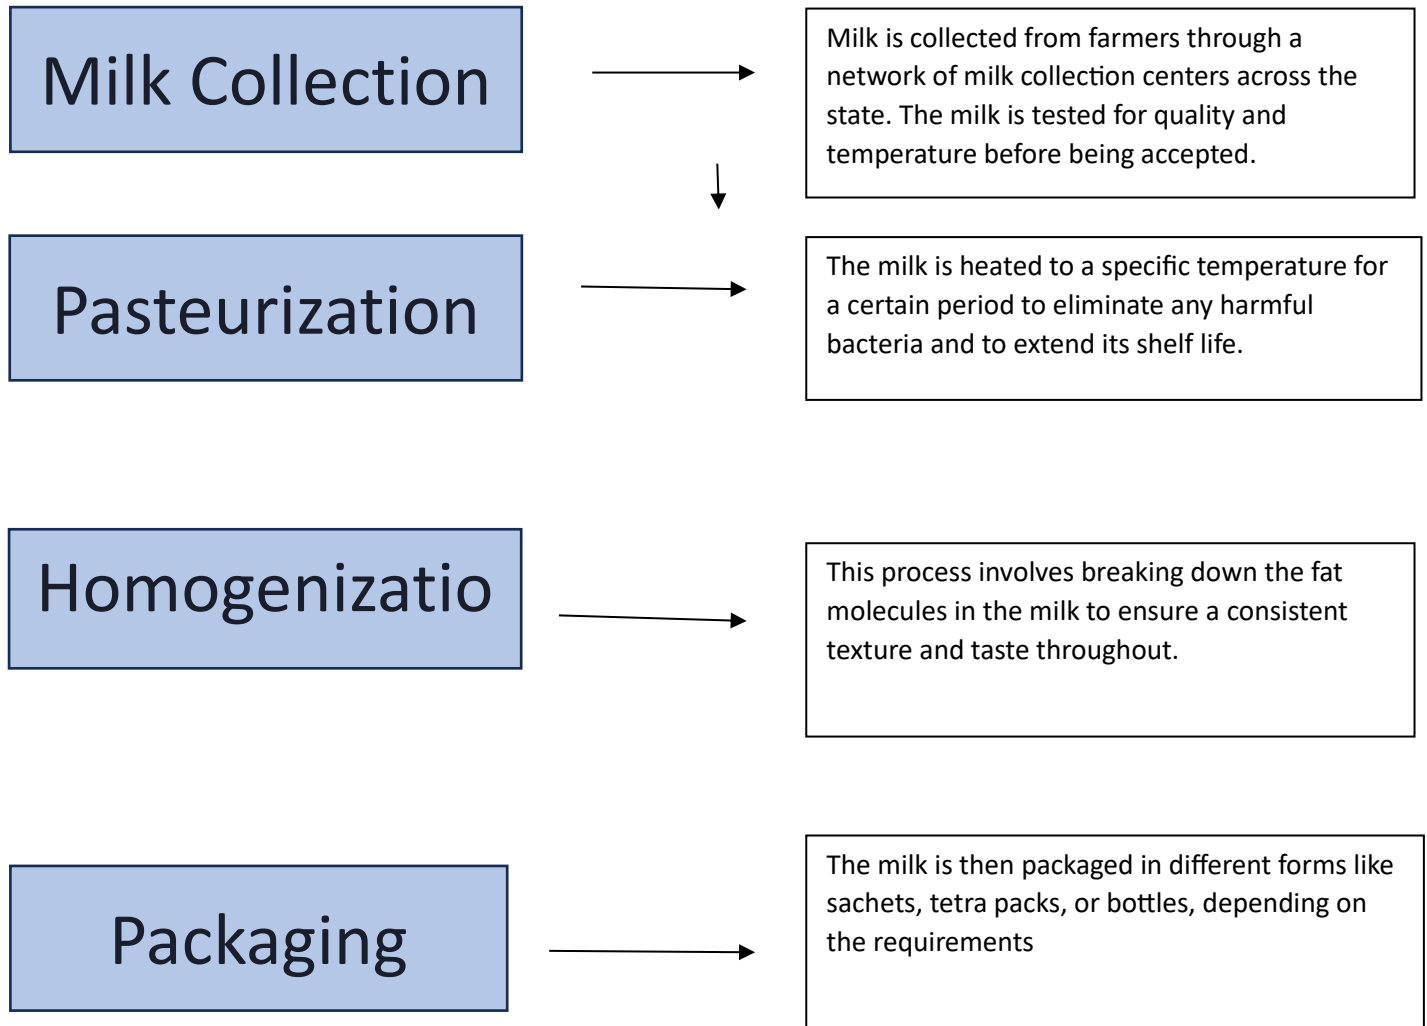 Milk Collection
Milk is collected from farmers through a
network of milk collection centers across the
state. The milk is tested for quality and
temperature before being accepted.
Pasteurization
The milk is heated to a specific temperature for
a certain period to eliminate any harmful
bacteria and to extend its shelf life.
Homogenizatio
This process involves breaking down the fat
molecules in the milk to ensure a consistent
texture and taste throughout.
Packaging
The milk is then packaged in different forms like
sachets, tetra packs, or bottles, depending on
the requirements